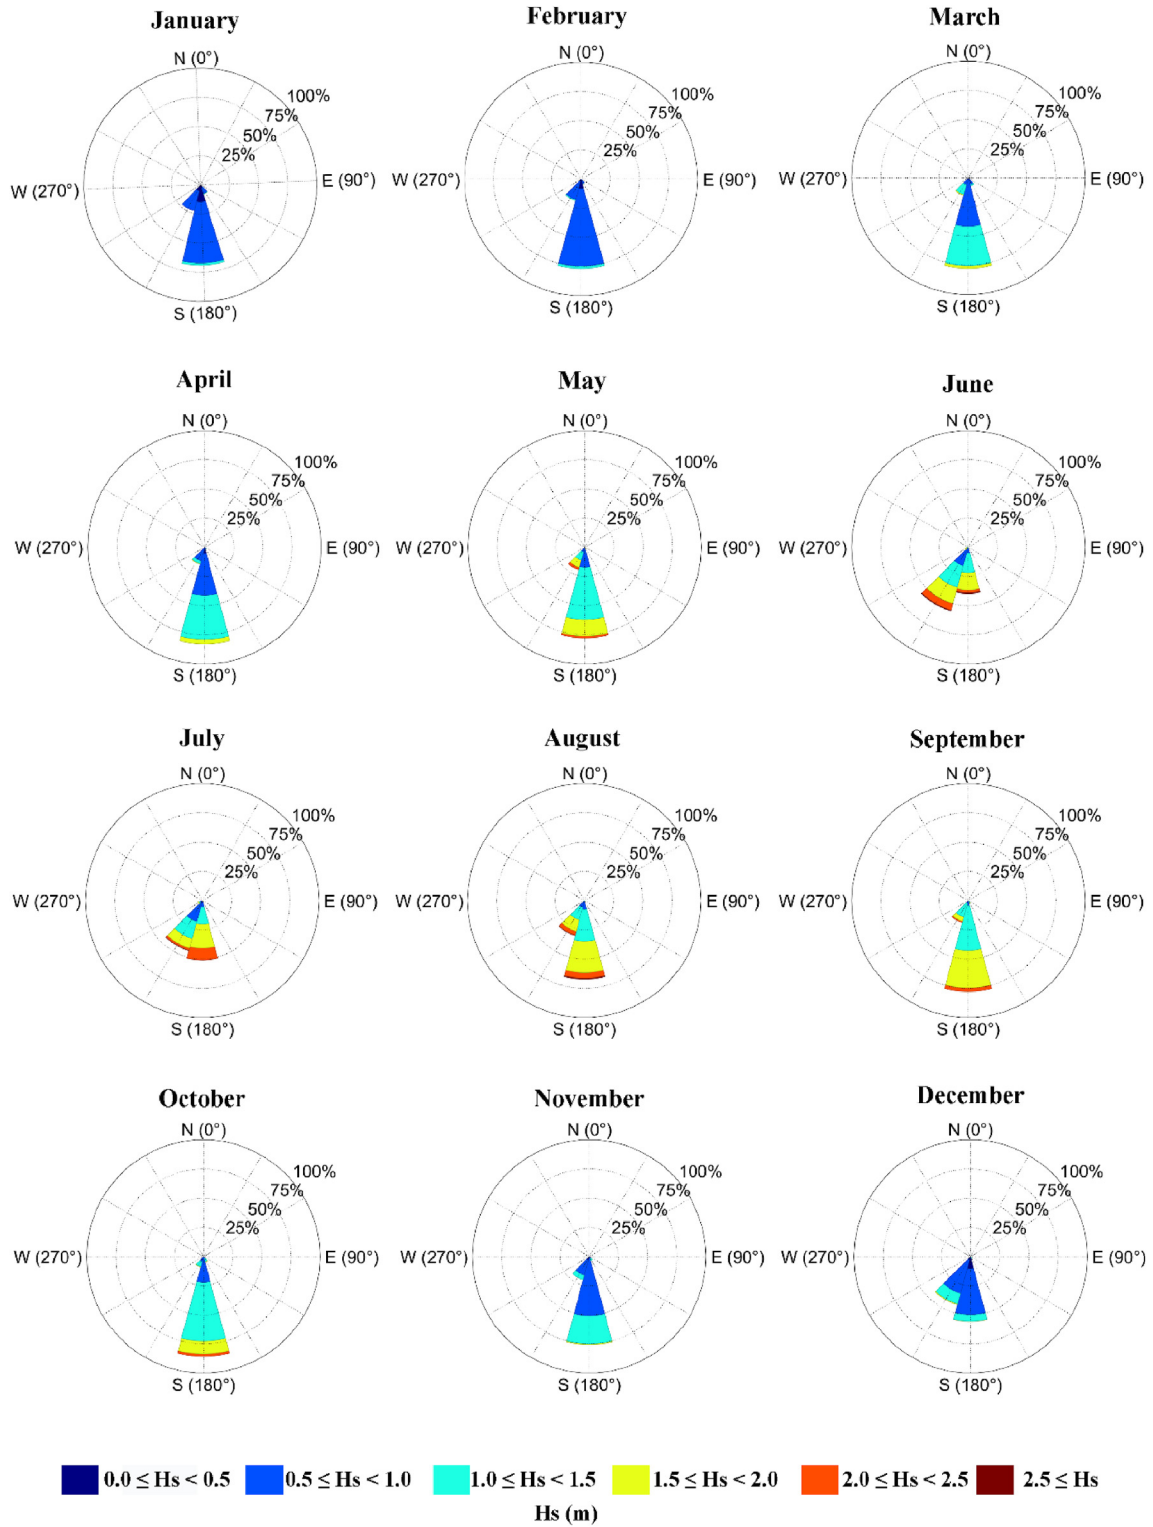 January
February
March
N (0°)
N (0°)
N (0°)
100%
75%
50%
25%
100%
75%
50%
25%
100%
75%
50%
25%
W (270°)
E (90°)
W (270°)
E (90°)
W (270°)
E (90°)
S (180°)
S (180°)
S (180°)
April
May
June
N (0°)
N (0°)
N (0°)
100%
75%
50%
25%
100%
75%
50%
25%
100%
75%
50%
25%
W (270°)
E (90°)
W (270°)
E (90°)
W (270°)
E (90°)
S (180°)
S (180°)
S (180°)
July
August
September
N (0°)
N (0°)
N (0°)
100%
75%
50%
25%
100%
75%
50%
25%
100%
75%
50%
25%
W (270°)
E (90°)
W (270°)
E (90°)
W (270°)
E (90°)
S (180°)
S (180°)
S (180°)
October
November
December
N (0°)
N (0°)
N (0°)
100%
75%
50%
25%
100%
75%
50%
25%
100%
75%
50%
25%
W (270°)
E (90°)
W (270°)
E (90°)
W (270°)
E (90°)
S (180°)
S (180°)
S (180°)
0.0 ≤ Hs < 0.5
0.5 ≤ Hs < 1.0
1.0 ≤ Hs < 1.5
1.5 ≤ Hs < 2.0
2.0 ≤ Hs < 2.5
2.5 ≤ Hs
Hs (m)